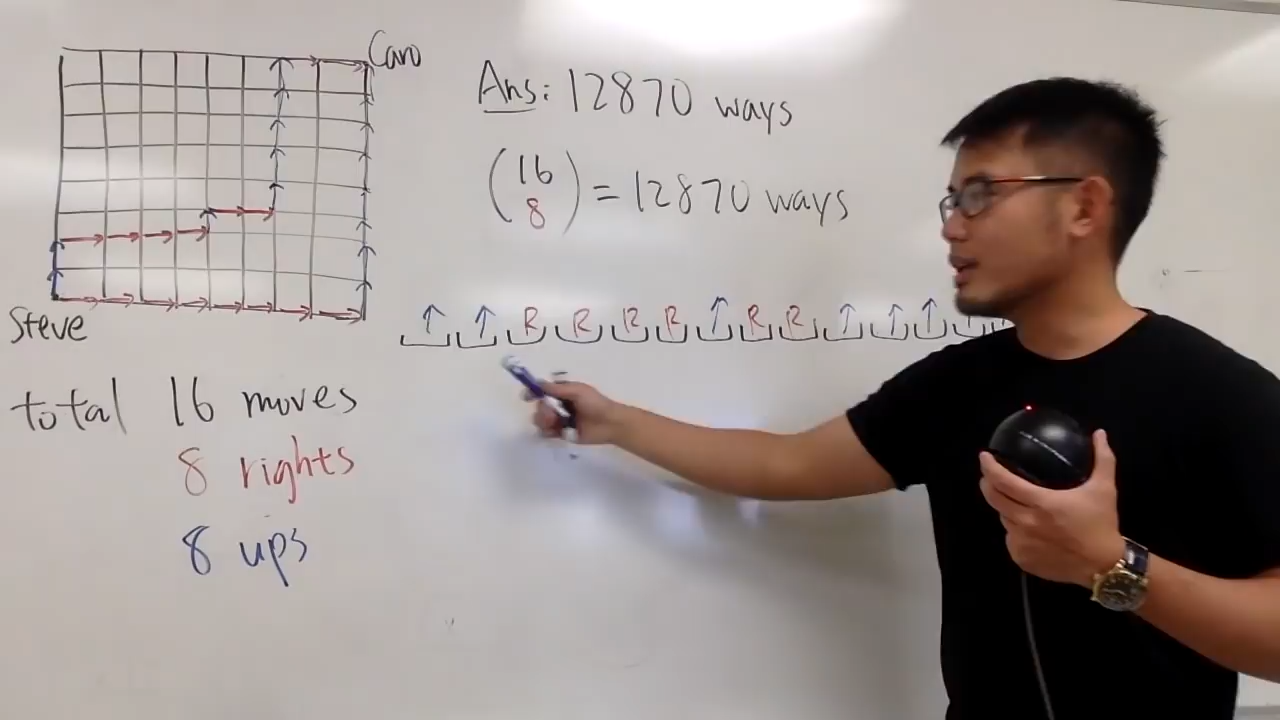 Caro
Ans: 12870 ways
(16 8) = 12870 ways
Steve
↑ ↑ R R R R ↑ R R ↑ ↑ ↑ ↑
total 16 moves
8 rights
8 ups